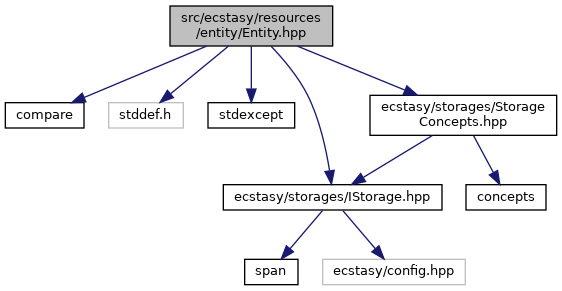 src/ecstasy/resources
/entity/Entity.hpp
compare
stddef.h
stdexcept
ecstasy/storages/Storage
Concepts.hpp
ecstasy/storages/IStorage.hpp
concepts
span
ecstasy/config.hpp